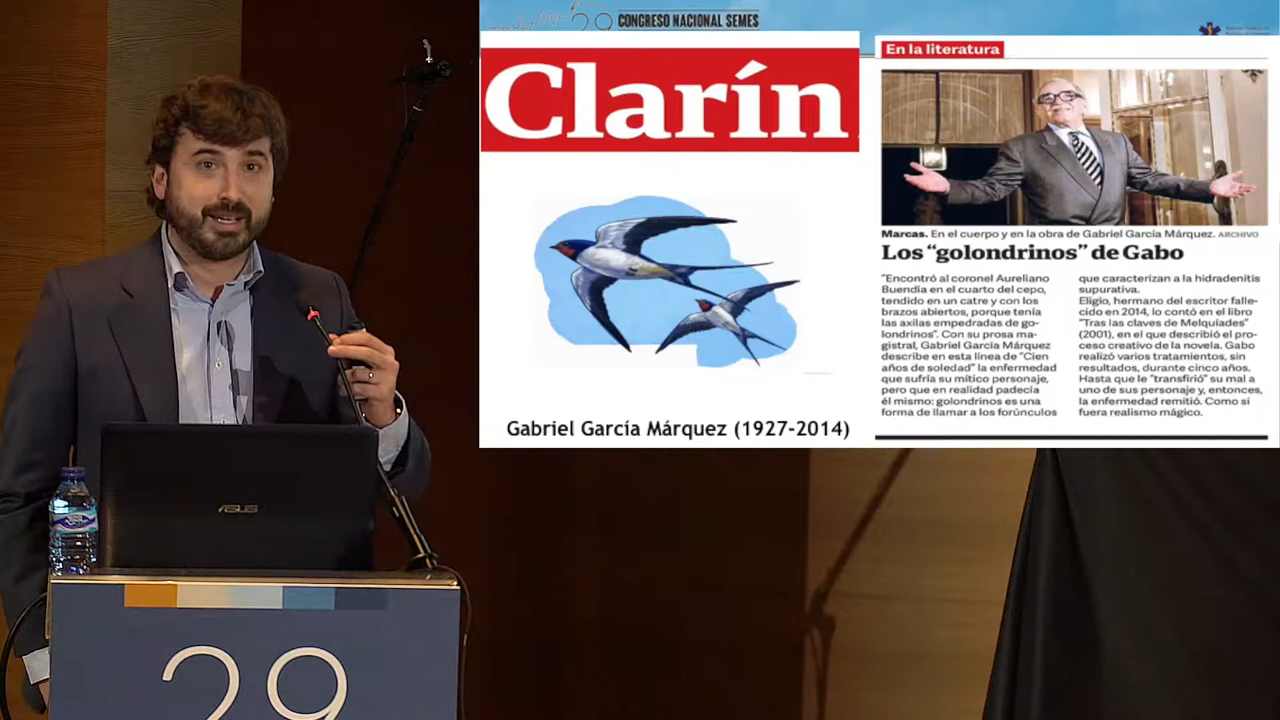 29 CONGRESO NACIONAL SEMES
Clarín
Gabriel García Márquez (1927-2014)
En la literatura
Marcas. En el cuerpo y en la obra de Gabriel García Márquez. ARCHIVO
Los “golondrinos” de Gabo
“Encontró al coronel Aureliano
Buendía en el cuarto del cepo,
tendido en un catre y con los
brazos abiertos, porque tenía
las axilas empedradas de go-
londrinos”. Con su prosa ma-
gistral, Gabriel García Márquez
describe en esta línea de “Cien
años de soledad” la enfermedad
que sufría su mítico personaje,
pero que en realidad padecía
él mismo: golondrinos es una
forma de llamar a los forúnculos
que caracterizan a la hidradenitis
supurativa.
Eligio, hermano del escritor falle-
cido en 2014, lo contó en el libro
“Tras las claves de Melquíades”
(2001), en el que describió el pro-
ceso creativo de la novela. Gabo
realizó varios tratamientos, sin
resultados, durante cinco años.
Hasta que le “transfirió” su mal a
uno de sus personaje y, entonces,
la enfermedad remitió. Como si
fuera realismo mágico.
ASUS
29